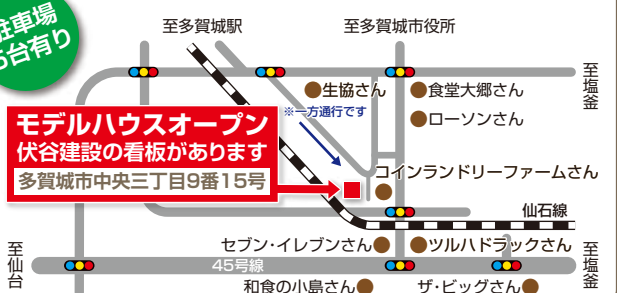 駐車場
5台有り
至多賀城駅
至多賀城市役所
至塩釜
生協さん
食堂大郷さん
※一方通行です
ローソンさん
モデルハウスオープン
伏谷建設の看板があります
多賀城市中央三丁目9番15号
コインランドリーファームさん
仙石線
セブン・イレブンさん
ツルハドラックさん
至仙台
45号線
至塩釜
和食の小島さん
ザ・ビッグさん